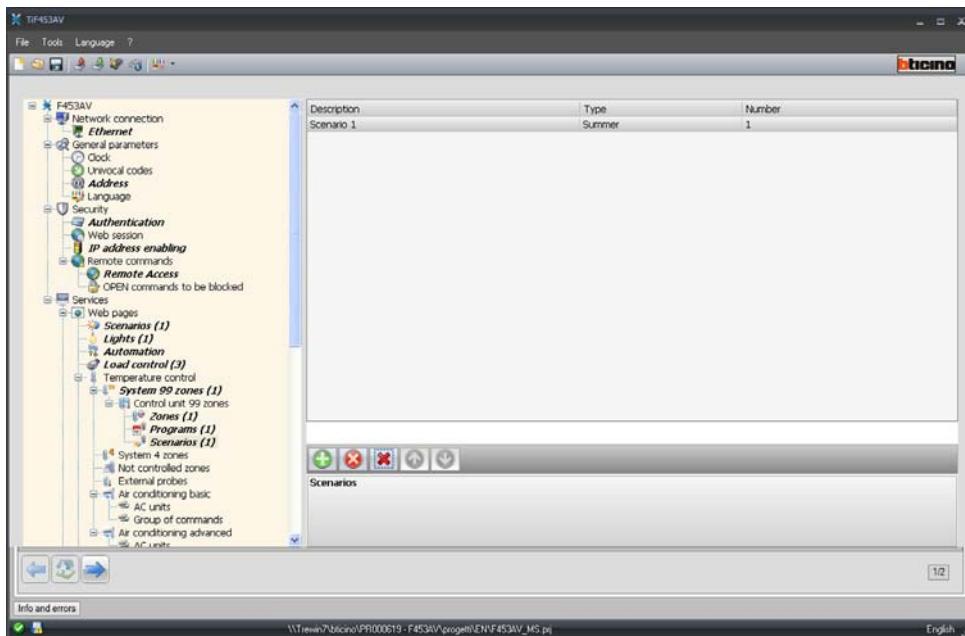 TiF453AV
File Tools Language ?
bticino
F453AV
Network connection
Ethernet
General parameters
Clock
Univocal codes
Address
Language
Security
Authentication
Web session
IP address enabling
Remote commands
Remote Access
OPEN commands to be blocked
Services
Web pages
Scenarios (1)
Lights (1)
Automation
Load control (3)
Temperature control
System 99 zones (1)
Control unit 99 zones
Zones (1)
Programs (1)
Scenarios (1)
System 4 zones
Not controlled zones
External probes
Air conditioning basic
AC units
Group of commands
Air conditioning advanced
AC units
Description Type Number
Scenario 1 Summer 1
Scenarios
1/2
Info and errors
\\Trewin7\bticino\PR000619 - F453AV\progetti\EN\F453AV_MS.prj English